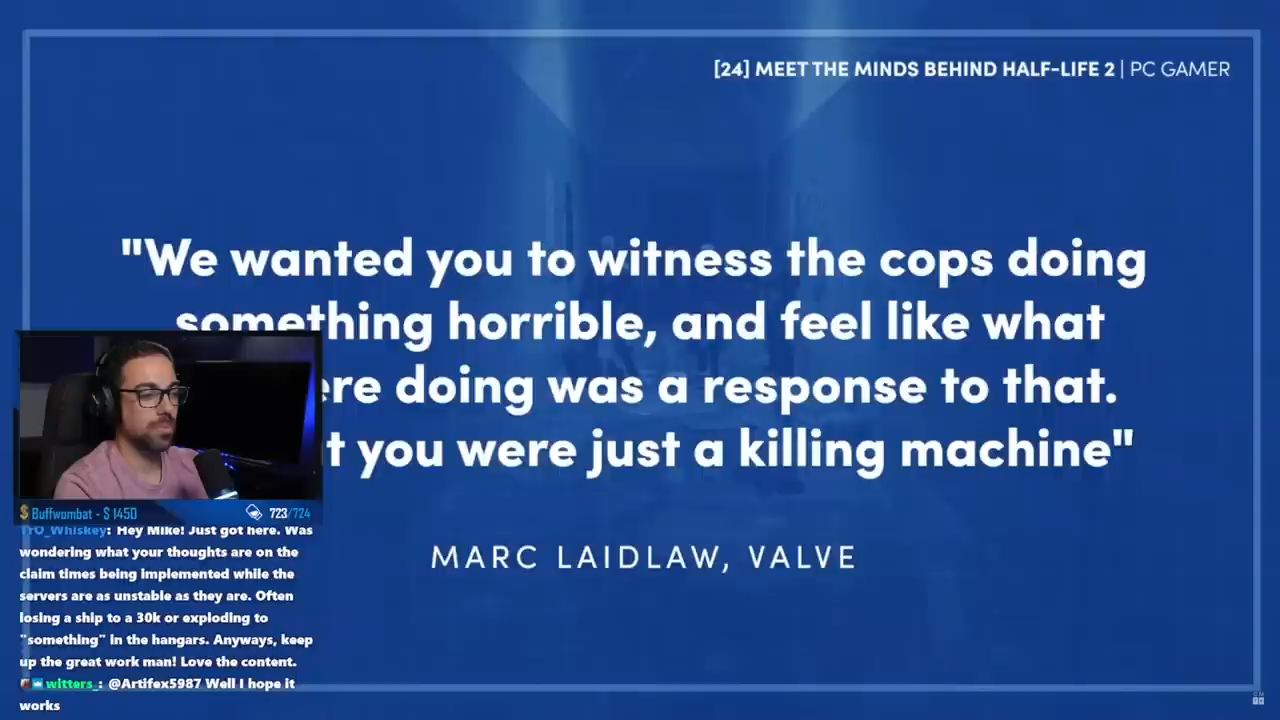 [24] MEET THE MINDS BEHIND HALF-LIFE 2 | PC GAMER
"We wanted you to witness the cops doing
something horrible, and feel like what
ere doing was a response to that.
t you were just a killing machine"
MARC LAIDLAW, VALVE
Buffwombat - $ 1450
723/724
TrO_Whiskey: Hey Mike! Just got here. Was
wondering what your thoughts are on the
claim times being implemented while the
servers are as unstable as they are. Often
losing a ship to a 30k or exploding to
"something" in the hangars. Anyways, keep
up the great work man! Love the content.
witters_: @Artifex5987 Well I hope it
works